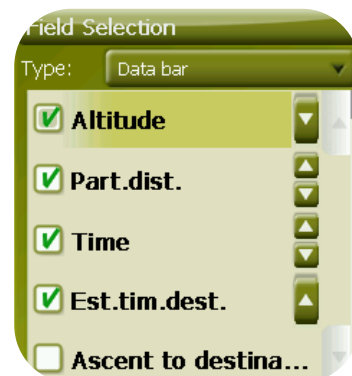 Field Selection
Type: Data bar
Altitude
Part.dist.
Time
Est.tim.dest.
Ascent to destina...